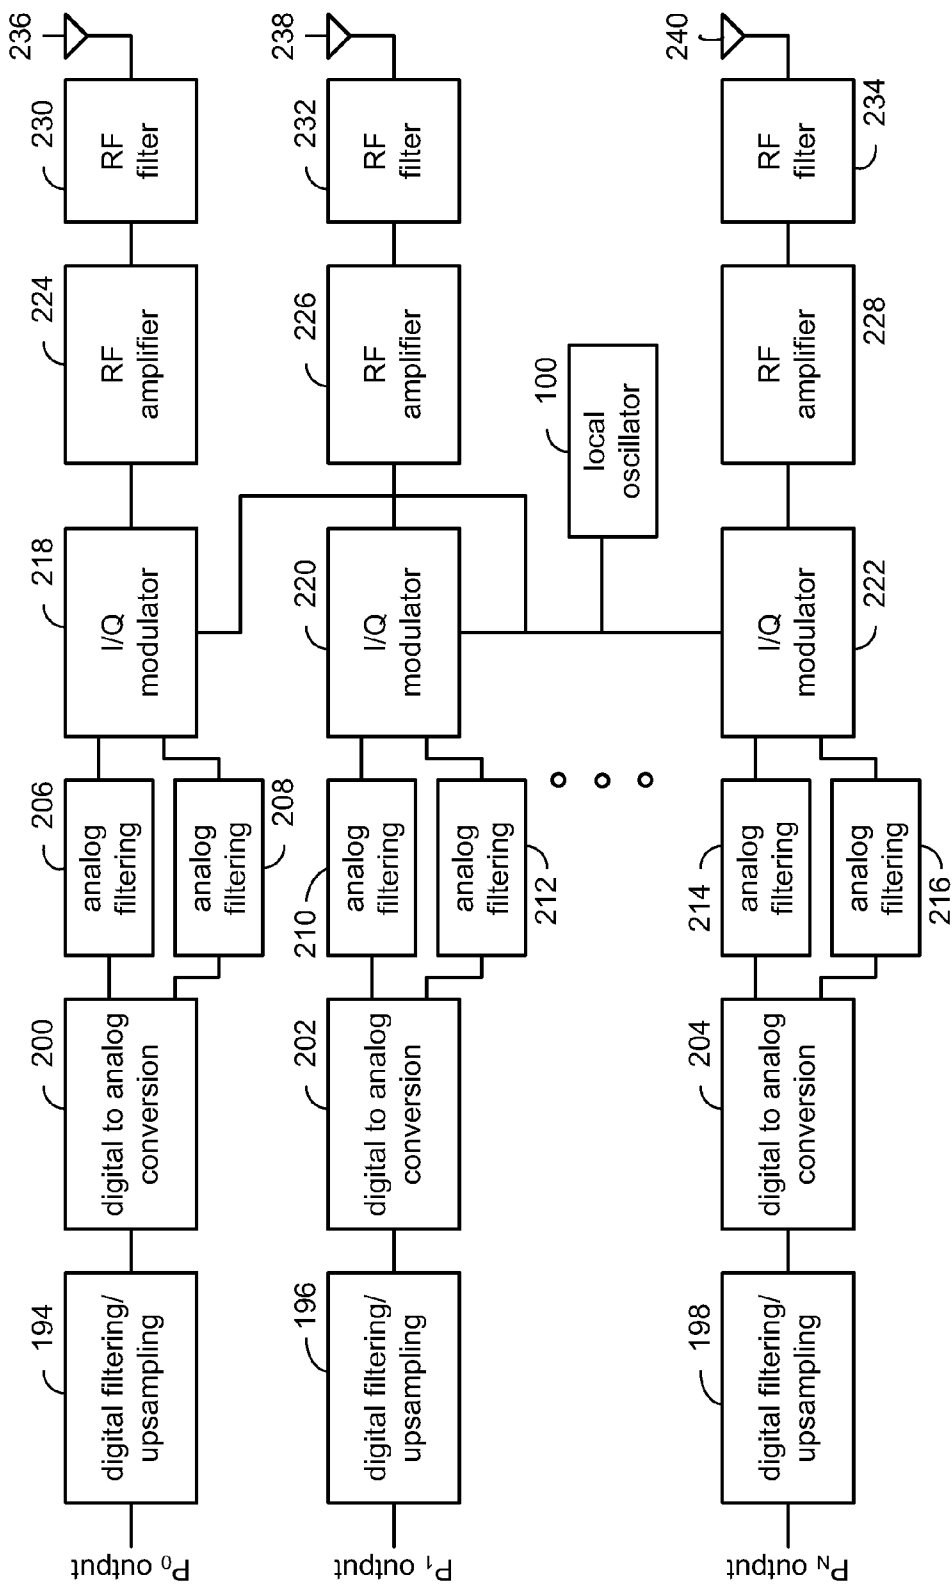 P0 output
194
digital filtering/
upsampling
200
digital to analog
conversion
206
analog
filtering
analog
filtering
208
218
I/Q
modulator
224
RF
amplifier
230
RF
filter
236
P1 output
196
digital filtering/
upsampling
202
digital to analog
conversion
210
analog
filtering
analog
filtering
212
220
I/Q
modulator
226
RF
amplifier
232
RF
filter
238
100
local
oscillator
PN output
198
digital filtering/
upsampling
204
digital to analog
conversion
214
analog
filtering
analog
filtering
216
I/Q
modulator
222
RF
amplifier
228
RF
filter
234
240